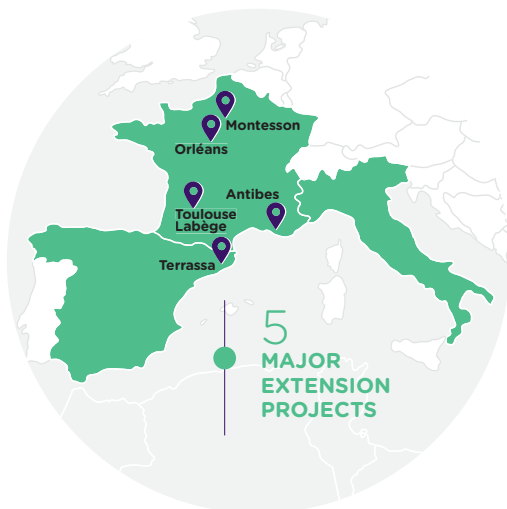 Montesson
Orléans
Antibes
Toulouse
Labège
Terrassa
5
MAJOR
EXTENSION
PROJECTS